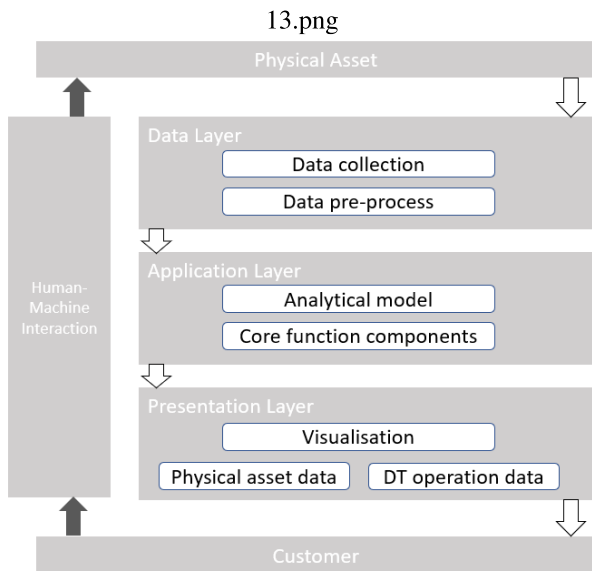 13.png
Physical Asset
Data Layer
Data collection
Data pre-process
Human-
Machine
Interaction
Application Layer
Analytical model
Core function components
Presentation Layer
Visualisation
Physical asset data
DT operation data
Customer